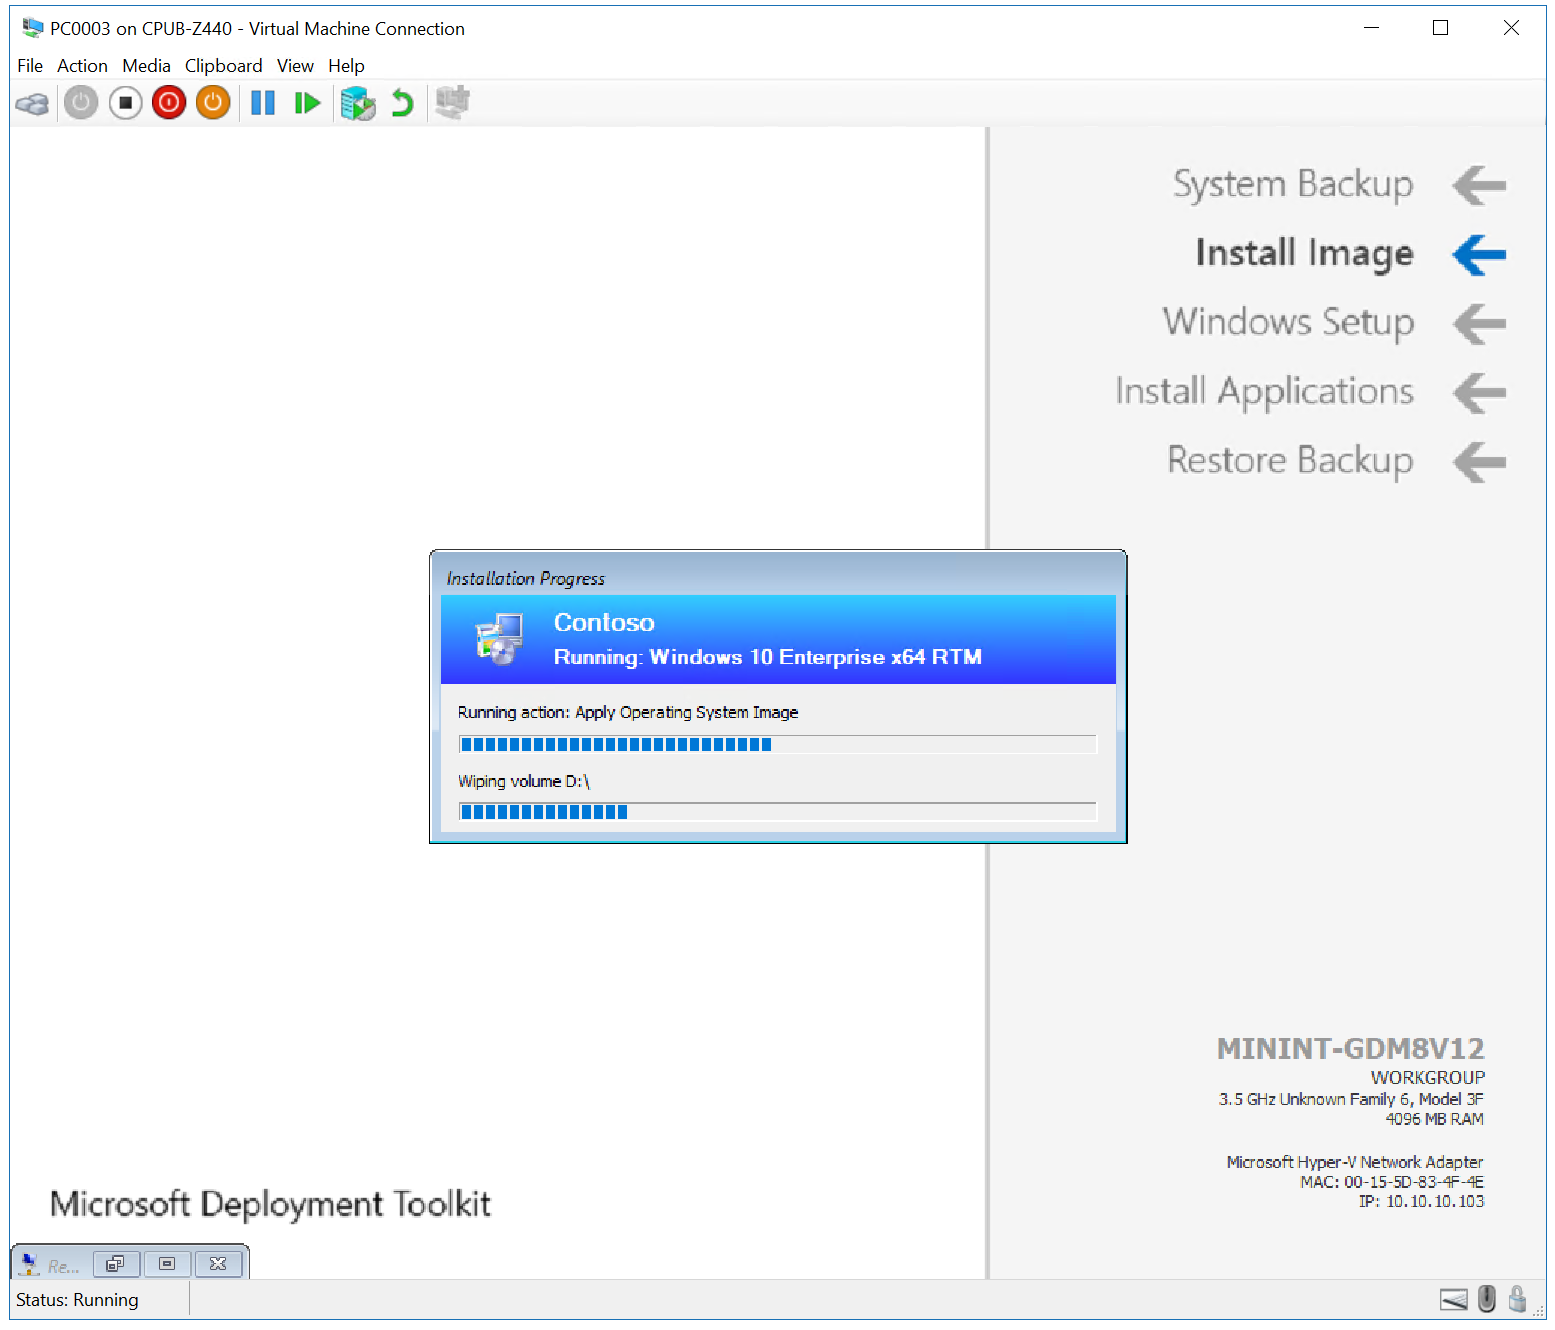 PC0003 on CPUB-Z440 - Virtual Machine Connection
File Action Media Clipboard View Help
System Backup
Install Image
Windows Setup
Install Applications
Restore Backup
Installation Progress
Contoso
Running: Windows 10 Enterprise x64 RTM
Running action: Apply Operating System Image
Wiping volume D:\
MININT-GDM8V12
WORKGROUP
3.5 GHz Unknown Family 6, Model 3F
4096 MB RAM
Microsoft Hyper-V Network Adapter
MAC: 00-15-5D-83-4F-4E
IP: 10.10.10.103
Microsoft Deployment Toolkit
Re...
Status: Running